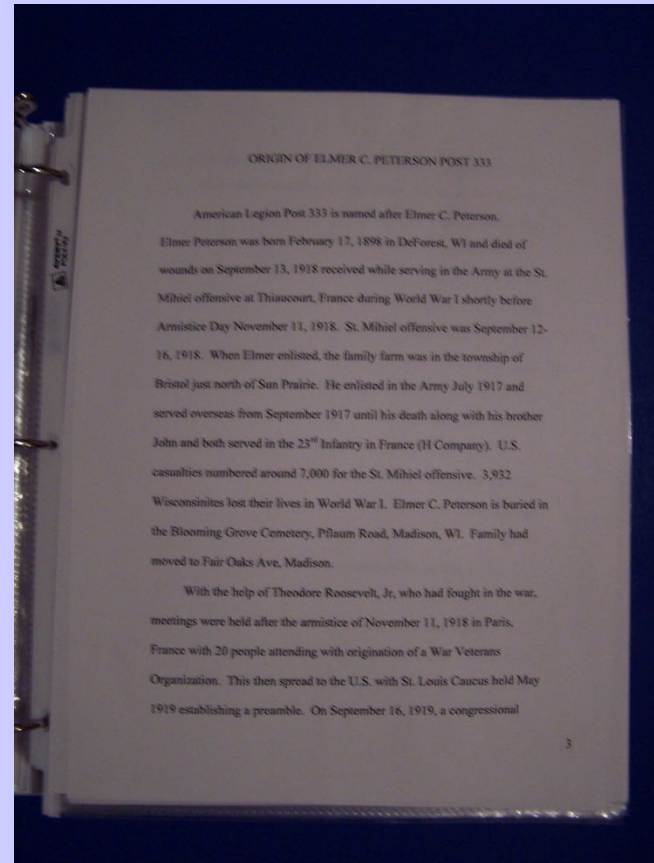 ORIGIN OF ELMER C. PETERSON POST 333
American Legion Post 333 is named after Elmer C. Peterson.
Elmer Peterson was born February 17, 1898 in DeForest, WI and died of
wounds on September 13, 1918 received while serving in the Army at the St.
Mihiel offensive at Thiaucourt, France during World War I shortly before
Armistice Day November 11, 1918. St. Mihiel offensive was September 12-
16, 1918. When Elmer enlisted, the family farm was in the township of
Bristol just north of Sun Prairie. He enlisted in the Army July 1917 and
served overseas from September 1917 until his death along with his brother
John and both served in the 23rd Infantry in France (H Company). U.S.
casualties numbered around 7,000 for the St. Mihiel offensive. 3,932
Wisconsinites lost their lives in World War I. Elmer C. Peterson is buried in
the Blooming Grove Cemetery, Pflaum Road, Madison, WI. Family had
moved to Fair Oaks Ave, Madison.
With the help of Theodore Roosevelt, Jr, who had fought in the war,
meetings were held after the armistice of November 11, 1918 in Paris,
France with 20 people attending with origination of a War Veterans
Organization. This then spread to the U.S. with St. Louis Caucus held May
1919 establishing a preamble. On September 16, 1919, a congressional
3